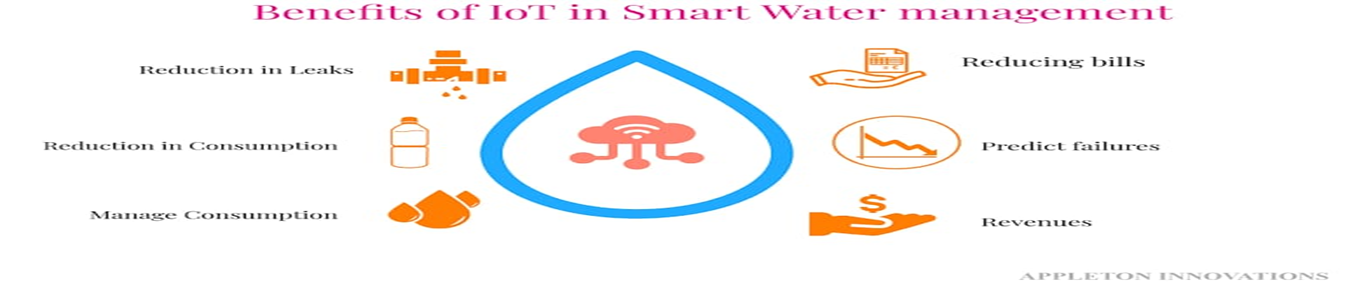 Benefits of IoT in Smart Water management
Reduction in Leaks
Reducing bills
Reduction in Consumption
Predict failures
Manage Consumption
Revenues
$
APPLETON INNOVATIONS